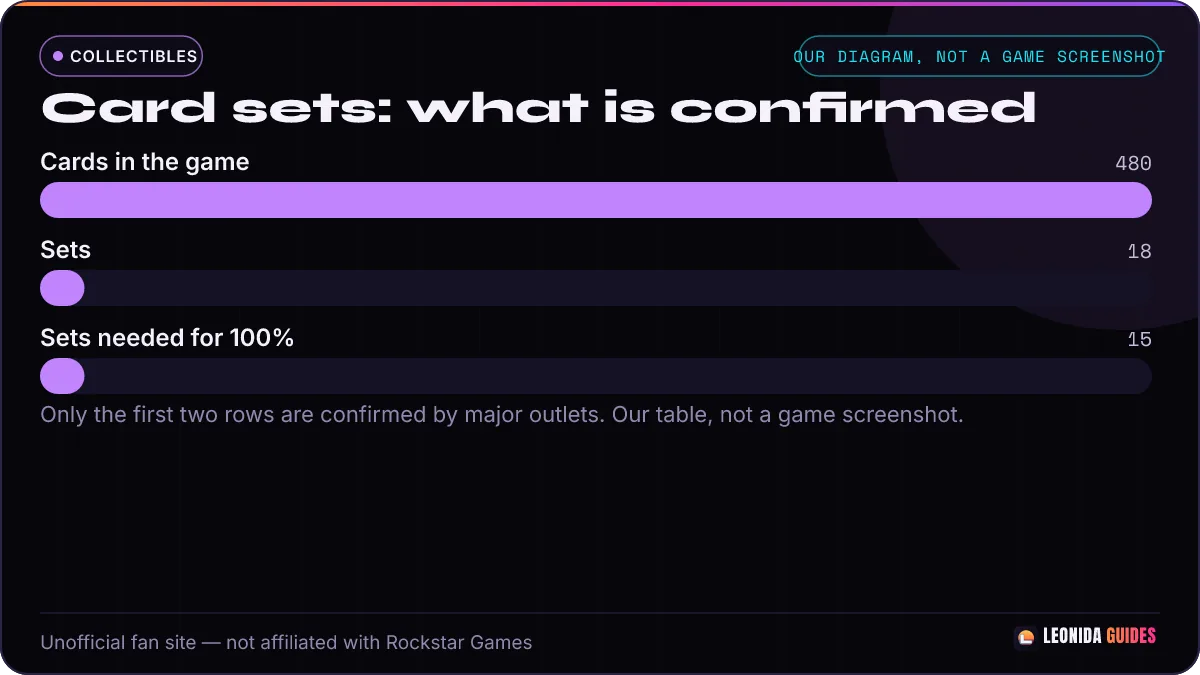 COLLECTIBLES
OUR DIAGRAM, NOT A GAME SCREENSHOT
Card sets: what is confirmed
Cards in the game
480
Sets
18
Sets needed for 100%
15
Only the first two rows are confirmed by major outlets. Our table, not a game screenshot.
Unofficial fan site — not affiliated with Rockstar Games
LEONIDA GUIDES